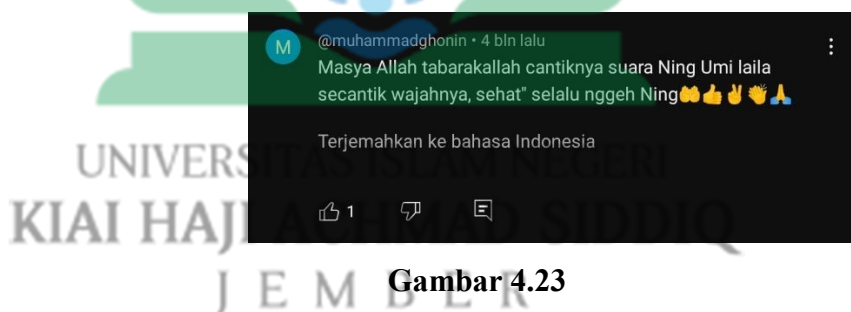 M
@muhammadghonin • 4 bln lalu
Masya Allah tabarakallah cantiknya suara Ning Umi laila
secantik wajahnya, sehat" selalu nggeh Ning🤲👍✌️👏🙏
Terjemahkan ke bahasa Indonesia
1
UNIVERSITAS ISLAM NEGERI
KIAI HAJI ACHMAD SIDDIQ
JEMBER
Gambar 4.23